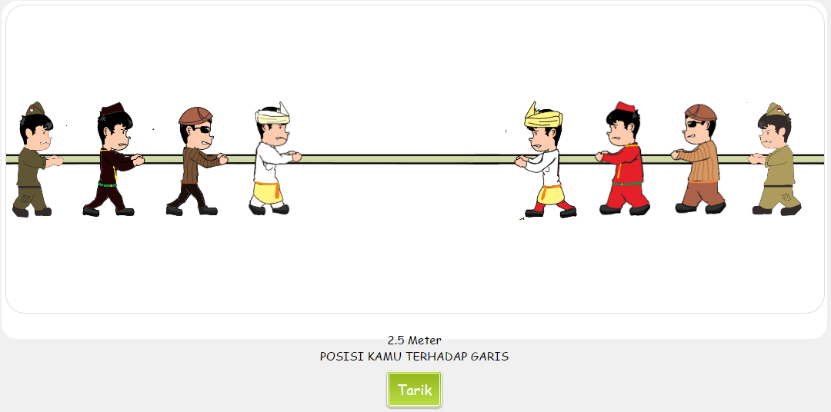 2.5 Meter
POSISI KAMU TERHADAP GARIS
Tarik